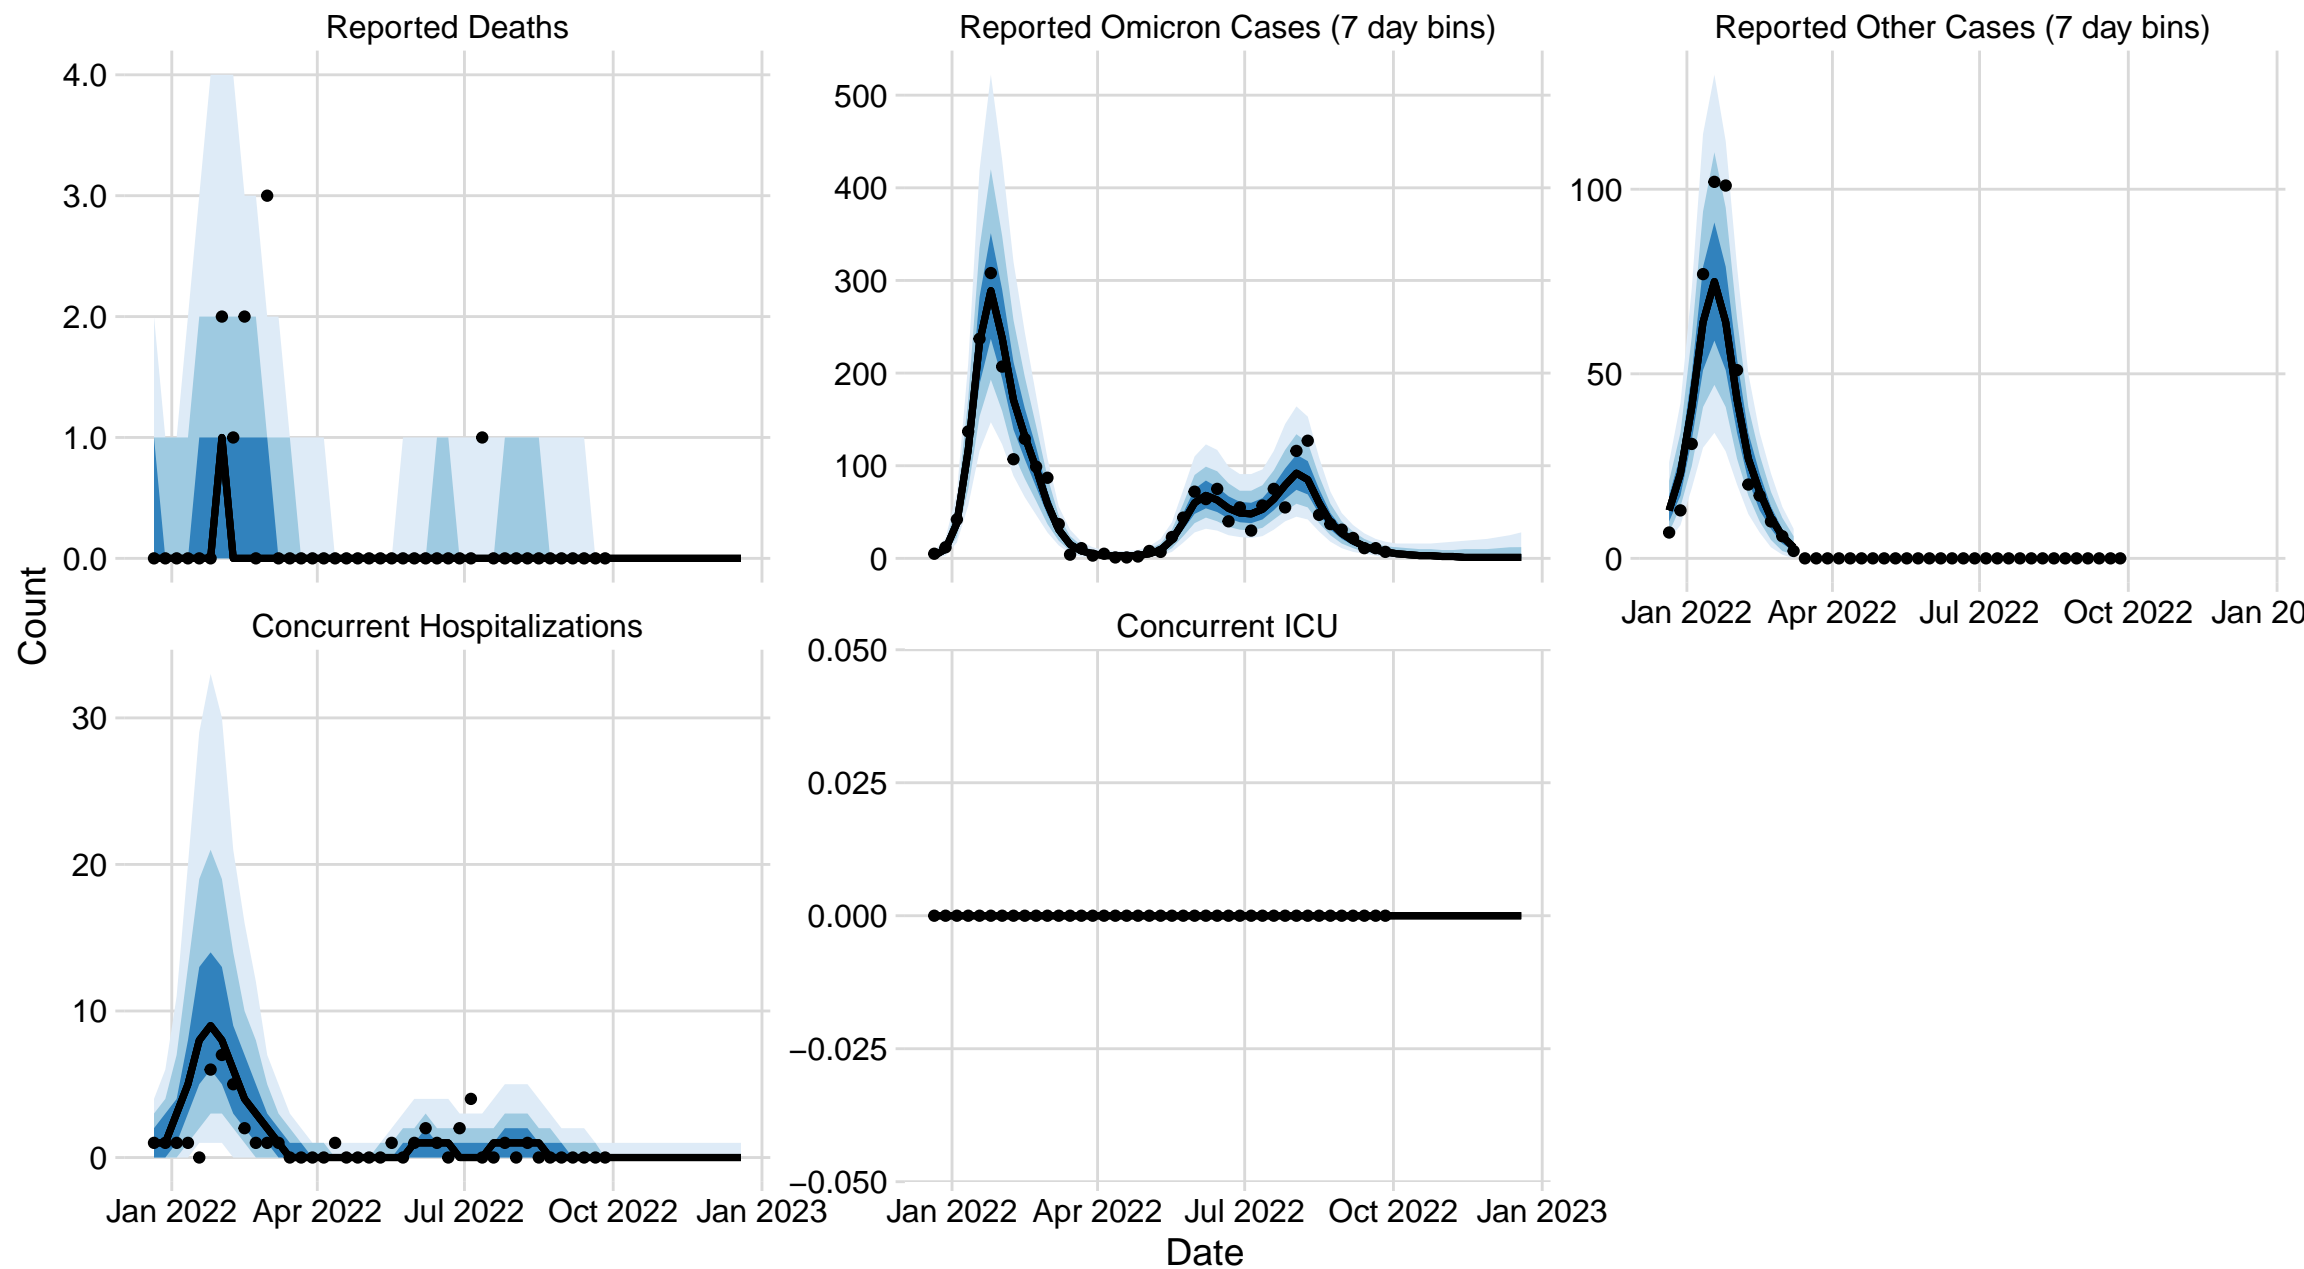 Reported Deaths
Reported Omicron Cases (7 day bins)
Reported Other Cases (7 day bins)
4.0
3.0
2.0
1.0
0.0
500
400
300
200
100
0
100
50
0
Jan 2022 Apr 2022 Jul 2022 Oct 2022 Jan 20
Count
Concurrent Hospitalizations
Concurrent ICU
30
20
10
0
Jan 2022 Apr 2022 Jul 2022 Oct 2022 Jan 2023
0.050
0.025
0.000
−0.025
−0.050
Jan 2022 Apr 2022 Jul 2022 Oct 2022 Jan 2023
Date